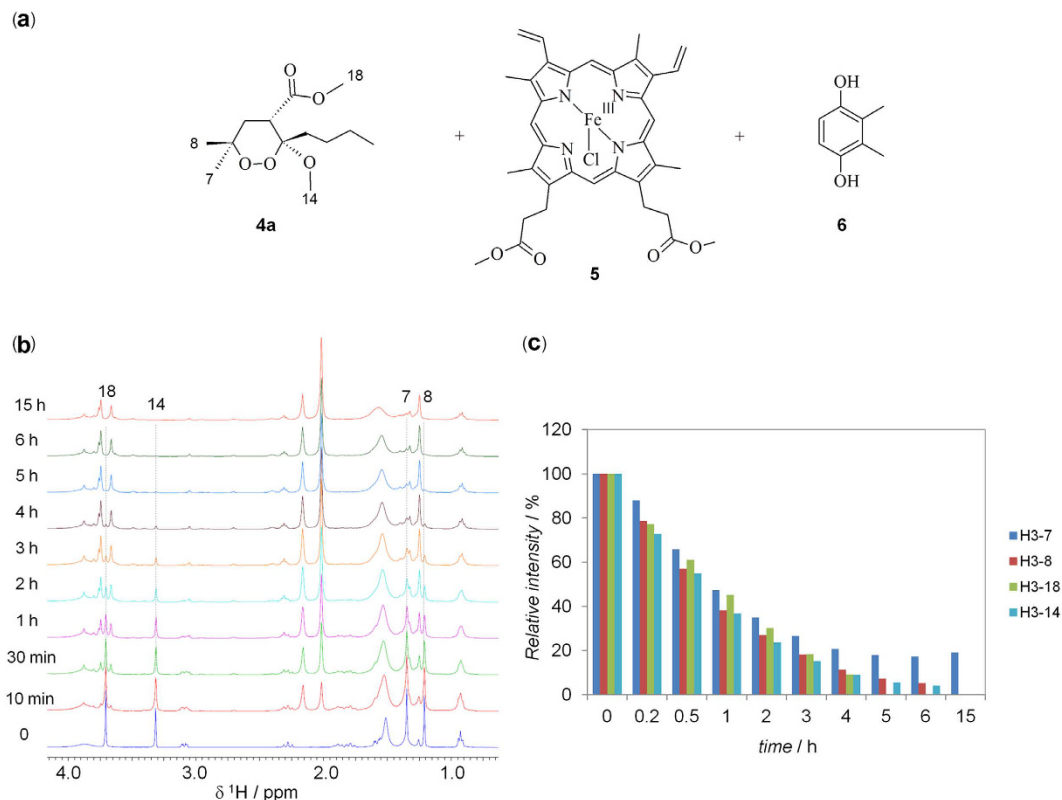 (a)
O
18
O
8
O-O
O
7
14
4a
+
N
N
III
Fe
N
Cl
N
O
O
O
O
5
+
OH
OH
6
(b)
18
14
7
8
15 h
6 h
5 h
4 h
3 h
2 h
1 h
30 min
10 min
0
4.0 3.0 2.0 1.0
δ ¹H / ppm
(c)
Relative intensity / %
120
100
80
60
40
20
0
0 0.2 0.5 1 2 3 4 5 6 15
time / h
H3-7
H3-8
H3-18
H3-14